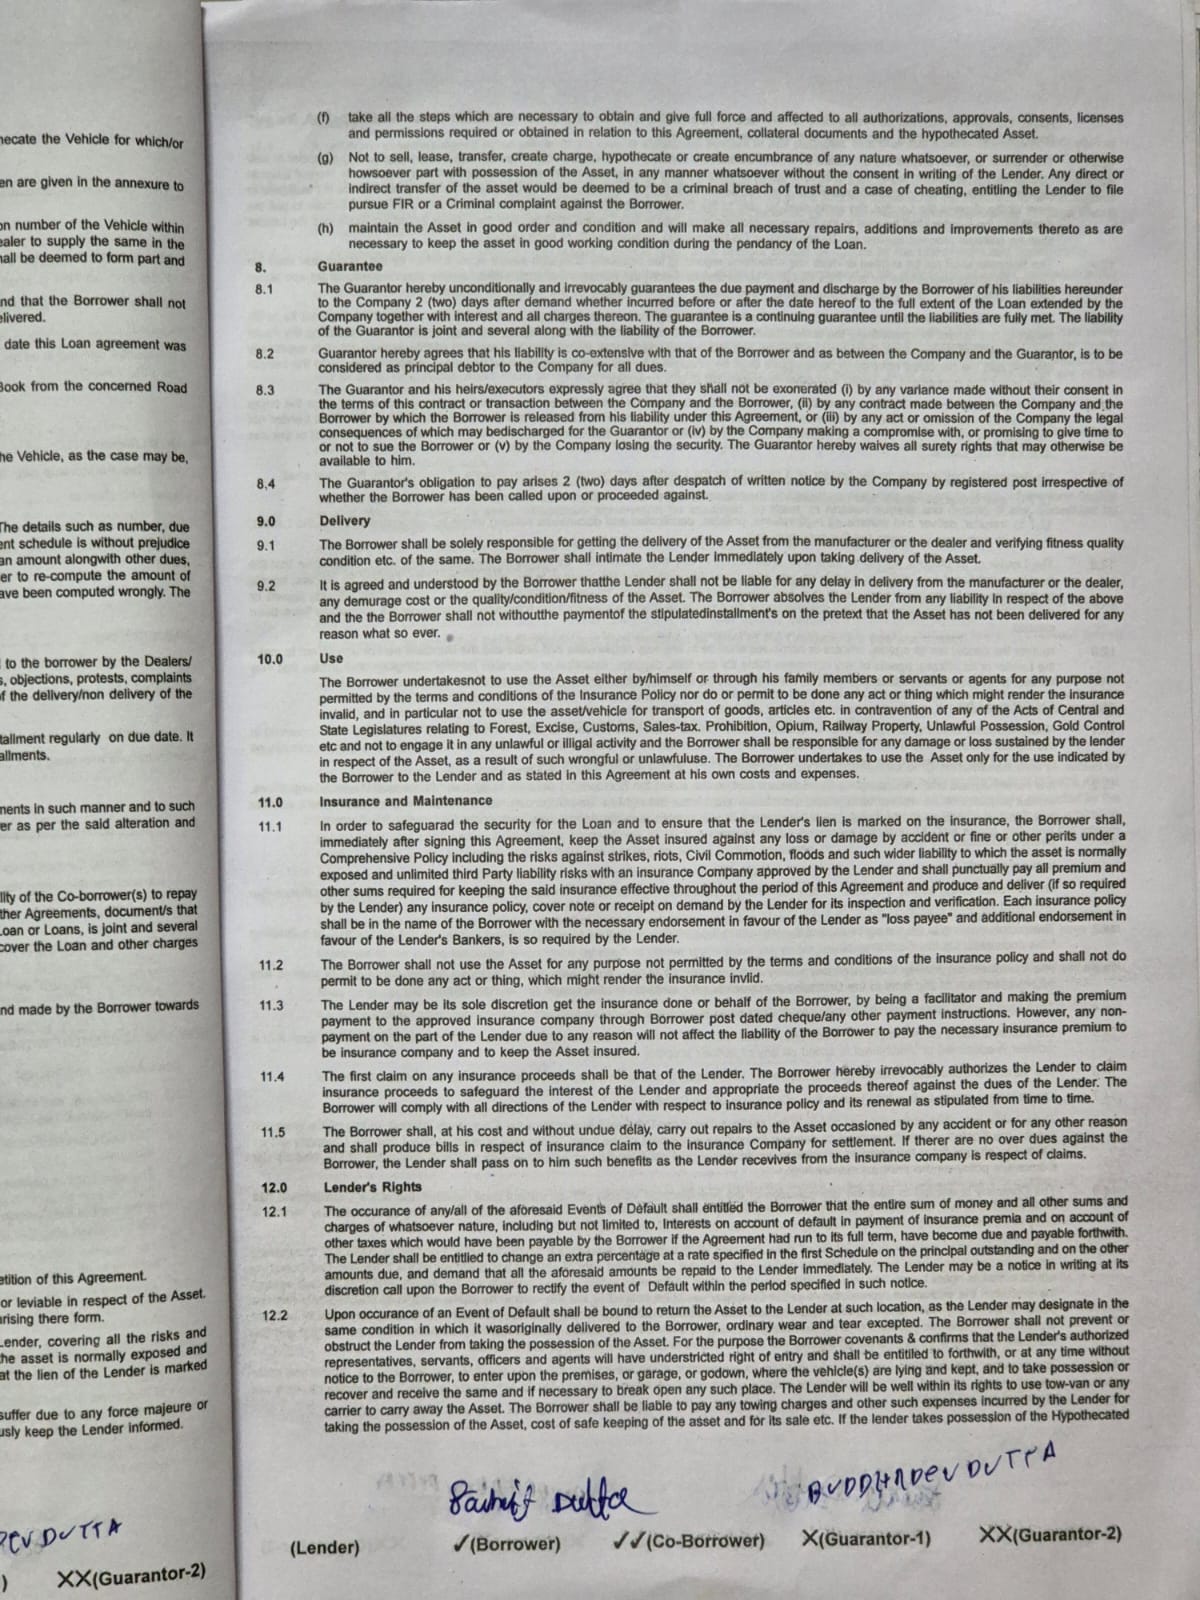 necate the Vehicle for which/or
en are given in the annexure to
on number of the Vehicle within
ealer to supply the same in the
hall be deemed to form part and
nd that the Borrower shall not
elivered.
date this Loan agreement was
Book from the concerned Road
he Vehicle, as the case may be,
The details such as number, due
ent schedule is without prejudice
an amount alongwith other dues,
er to re-compute the amount of
ave been computed wrongly. The
to the borrower by the Dealers/
s, objections, protests, complaints
of the delivery/non delivery of the
tallment regularly on due date. It
allments.
ments in such manner and to such
er as per the said alteration and
lity of the Co-borrower(s) to repay
ther Agreements, document/s that
Loan or Loans, is joint and several
cover the Loan and other charges
nd made by the Borrower towards
etition of this Agreement.
or leviable in respect of the Asset.
arising there form.
Lender, covering all the risks and
he asset is normally exposed and
at the lien of the Lender is marked
suffer due to any force majeure or
usly keep the Lender informed.
DEV DUTTA
) XX(Guarantor-2)
(f) take all the steps which are necessary to obtain and give full force and affected to all authorizations, approvals, consents, licenses
and permissions required or obtained in relation to this Agreement, collateral documents and the hypothecated Asset.
(g) Not to sell, lease, transfer, create charge, hypothecate or create encumbrance of any nature whatsoever, or surrender or otherwise
howsoever part with possession of the Asset, in any manner whatsoever without the consent in writing of the Lender. Any direct or
indirect transfer of the asset would be deemed to be a criminal breach of trust and a case of cheating, entitling the Lender to file
pursue FIR or a Criminal complaint against the Borrower.
(h) maintain the Asset in good order and condition and will make all necessary repairs, additions and improvements thereto as are
necessary to keep the asset in good working condition during the pendancy of the Loan.
8. Guarantee
8.1 The Guarantor hereby unconditionally and irrevocably guarantees the due payment and discharge by the Borrower of his liabilities hereunder
to the Company 2 (two) days after demand whether incurred before or after the date hereof to the full extent of the Loan extended by the
Company together with interest and all charges thereon. The guarantee is a continuing guarantee until the liabilities are fully met. The liability
of the Guarantor is joint and several along with the liability of the Borrower.
8.2 Guarantor hereby agrees that his liability is co-extensive with that of the Borrower and as between the Company and the Guarantor, is to be
considered as principal debtor to the Company for all dues.
8.3 The Guarantor and his heirs/executors expressly agree that they shall not be exonerated (i) by any variance made without their consent in
the terms of this contract or transaction between the Company and the Borrower, (ii) by any contract made between the Company and the
Borrower by which the Borrower is released from his liability under this Agreement, or (iii) by any act or omission of the Company the legal
consequences of which may bedischarged for the Guarantor or (iv) by the Company making a compromise with, or promising to give time to
or not to sue the Borrower or (v) by the Company losing the security. The Guarantor hereby waives all surety rights that may otherwise be
available to him.
8.4 The Guarantor's obligation to pay arises 2 (two) days after despatch of written notice by the Company by registered post irrespective of
whether the Borrower has been called upon or proceeded against.
9.0 Delivery
9.1 The Borrower shall be solely responsible for getting the delivery of the Asset from the manufacturer or the dealer and verifying fitness quality
condition etc. of the same. The Borrower shall intimate the Lender Immediately upon taking delivery of the Asset.
9.2 It is agreed and understood by the Borrower thatthe Lender shall not be liable for any delay in delivery from the manufacturer or the dealer,
any demurage cost or the quality/condition/fitness of the Asset. The Borrower absolves the Lender from any liability In respect of the above
and the the Borrower shall not withoutthe paymentof the stipulatedinstallment's on the pretext that the Asset has not been delivered for any
reason what so ever.
10.0 Use
The Borrower undertakesnot to use the Asset either by/himself or through his family members or servants or agents for any purpose not
permitted by the terms and conditions of the Insurance Policy nor do or permit to be done any act or thing which might render the insurance
invalid, and in particular not to use the asset/vehicle for transport of goods, articles etc. in contravention of any of the Acts of Central and
State Legislatures relating to Forest, Excise, Customs, Sales-tax. Prohibition, Opium, Railway Property, Unlawful Possession, Gold Control
etc and not to engage it in any unlawful or illigal activity and the Borrower shall be responsible for any damage or loss sustained by the lender
in respect of the Asset, as a result of such wrongful or unlawfuluse. The Borrower undertakes to use the Asset only for the use indicated by
the Borrower to the Lender and as stated in this Agreement at his own costs and expenses.
11.0 Insurance and Maintenance
11.1 In order to safeguarad the security for the Loan and to ensure that the Lender's lien is marked on the insurance, the Borrower shall,
immediately after signing this Agreement, keep the Asset insured against any loss or damage by accident or fine or other perits under a
Comprehensive Policy including the risks against strikes, riots, Civil Commotion, floods and such wider liability to which the asset is normally
exposed and unlimited third Party liability risks with an insurance Company approved by the Lender and shall punctually pay all premium and
other sums required for keeping the said insurance effective throughout the period of this Agreement and produce and deliver (if so required
by the Lender) any insurance policy, cover note or receipt on demand by the Lender for its inspection and verification. Each insurance policy
shall be in the name of the Borrower with the necessary endorsement in favour of the Lender as "loss payee" and additional endorsement in
favour of the Lender's Bankers, is so required by the Lender.
11.2 The Borrower shall not use the Asset for any purpose not permitted by the terms and conditions of the insurance policy and shall not do
permit to be done any act or thing, which might render the insurance invlid.
11.3 The Lender may be its sole discretion get the insurance done or behalf of the Borrower, by being a facilitator and making the premium
payment to the approved insurance company through Borrower post dated cheque/any other payment instructions. However, any non-
payment on the part of the Lender due to any reason will not affect the liability of the Borrower to pay the necessary insurance premium to
be insurance company and to keep the Asset insured.
11.4 The first claim on any insurance proceeds shall be that of the Lender. The Borrower hereby irrevocably authorizes the Lender to claim
insurance proceeds to safeguard the interest of the Lender and appropriate the proceeds thereof against the dues of the Lender. The
Borrower will comply with all directions of the Lender with respect to insurance policy and its renewal as stipulated from time to time.
11.5 The Borrower shall, at his cost and without undue delay, carry out repairs to the Asset occasioned by any accident or for any other reason
and shall produce bills in respect of insurance claim to the insurance Company for settlement. If therer are no over dues against the
Borrower, the Lender shall pass on to him such benefits as the Lender recevives from the insurance company is respect of claims.
12.0 Lender's Rights
12.1 The occurance of any/all of the aforesaid Events of Default shall entitled the Borrower that the entire sum of money and all other sums and
charges of whatsoever nature, including but not limited to, Interests on account of default in payment of insurance premia and on account of
other taxes which would have been payable by the Borrower if the Agreement had run to its full term, have become due and payable forthwith.
The Lender shall be entitlied to change an extra percentage at a rate specified in the first Schedule on the principal outstanding and on the other
amounts due, and demand that all the aforesaid amounts be repaid to the Lender immediately. The Lender may be a notice in writing at its
discretion call upon the Borrower to rectify the event of Default within the period specified in such notice.
12.2 Upon occurance of an Event of Default shall be bound to return the Asset to the Lender at such location, as the Lender may designate in the
same condition in which it wasoriginally delivered to the Borrower, ordinary wear and tear excepted. The Borrower shall not prevent or
obstruct the Lender from taking the possession of the Asset. For the purpose the Borrower covenants & confirms that the Lender's authorized
representatives, servants, officers and agents will have understricted right of entry and shall be entitiled to forthwith, or at any time without
notice to the Borrower, to enter upon the premises, or garage, or godown, where the vehicle(s) are lying and kept, and to take possession or
recover and receive the same and if necessary to break open any such place. The Lender will be well within its rights to use tow-van or any
carrier to carry away the Asset. The Borrower shall be liable to pay any towing charges and other such expenses incurred by the Lender for
taking the possession of the Asset, cost of safe keeping of the asset and for its sale etc. If the lender takes possession of the Hypothecated
Dutta BUDDHADEV DUTTA
(Lender) ✓(Borrower) ✓✓(Co-Borrower) X(Guarantor-1) XX(Guarantor-2)